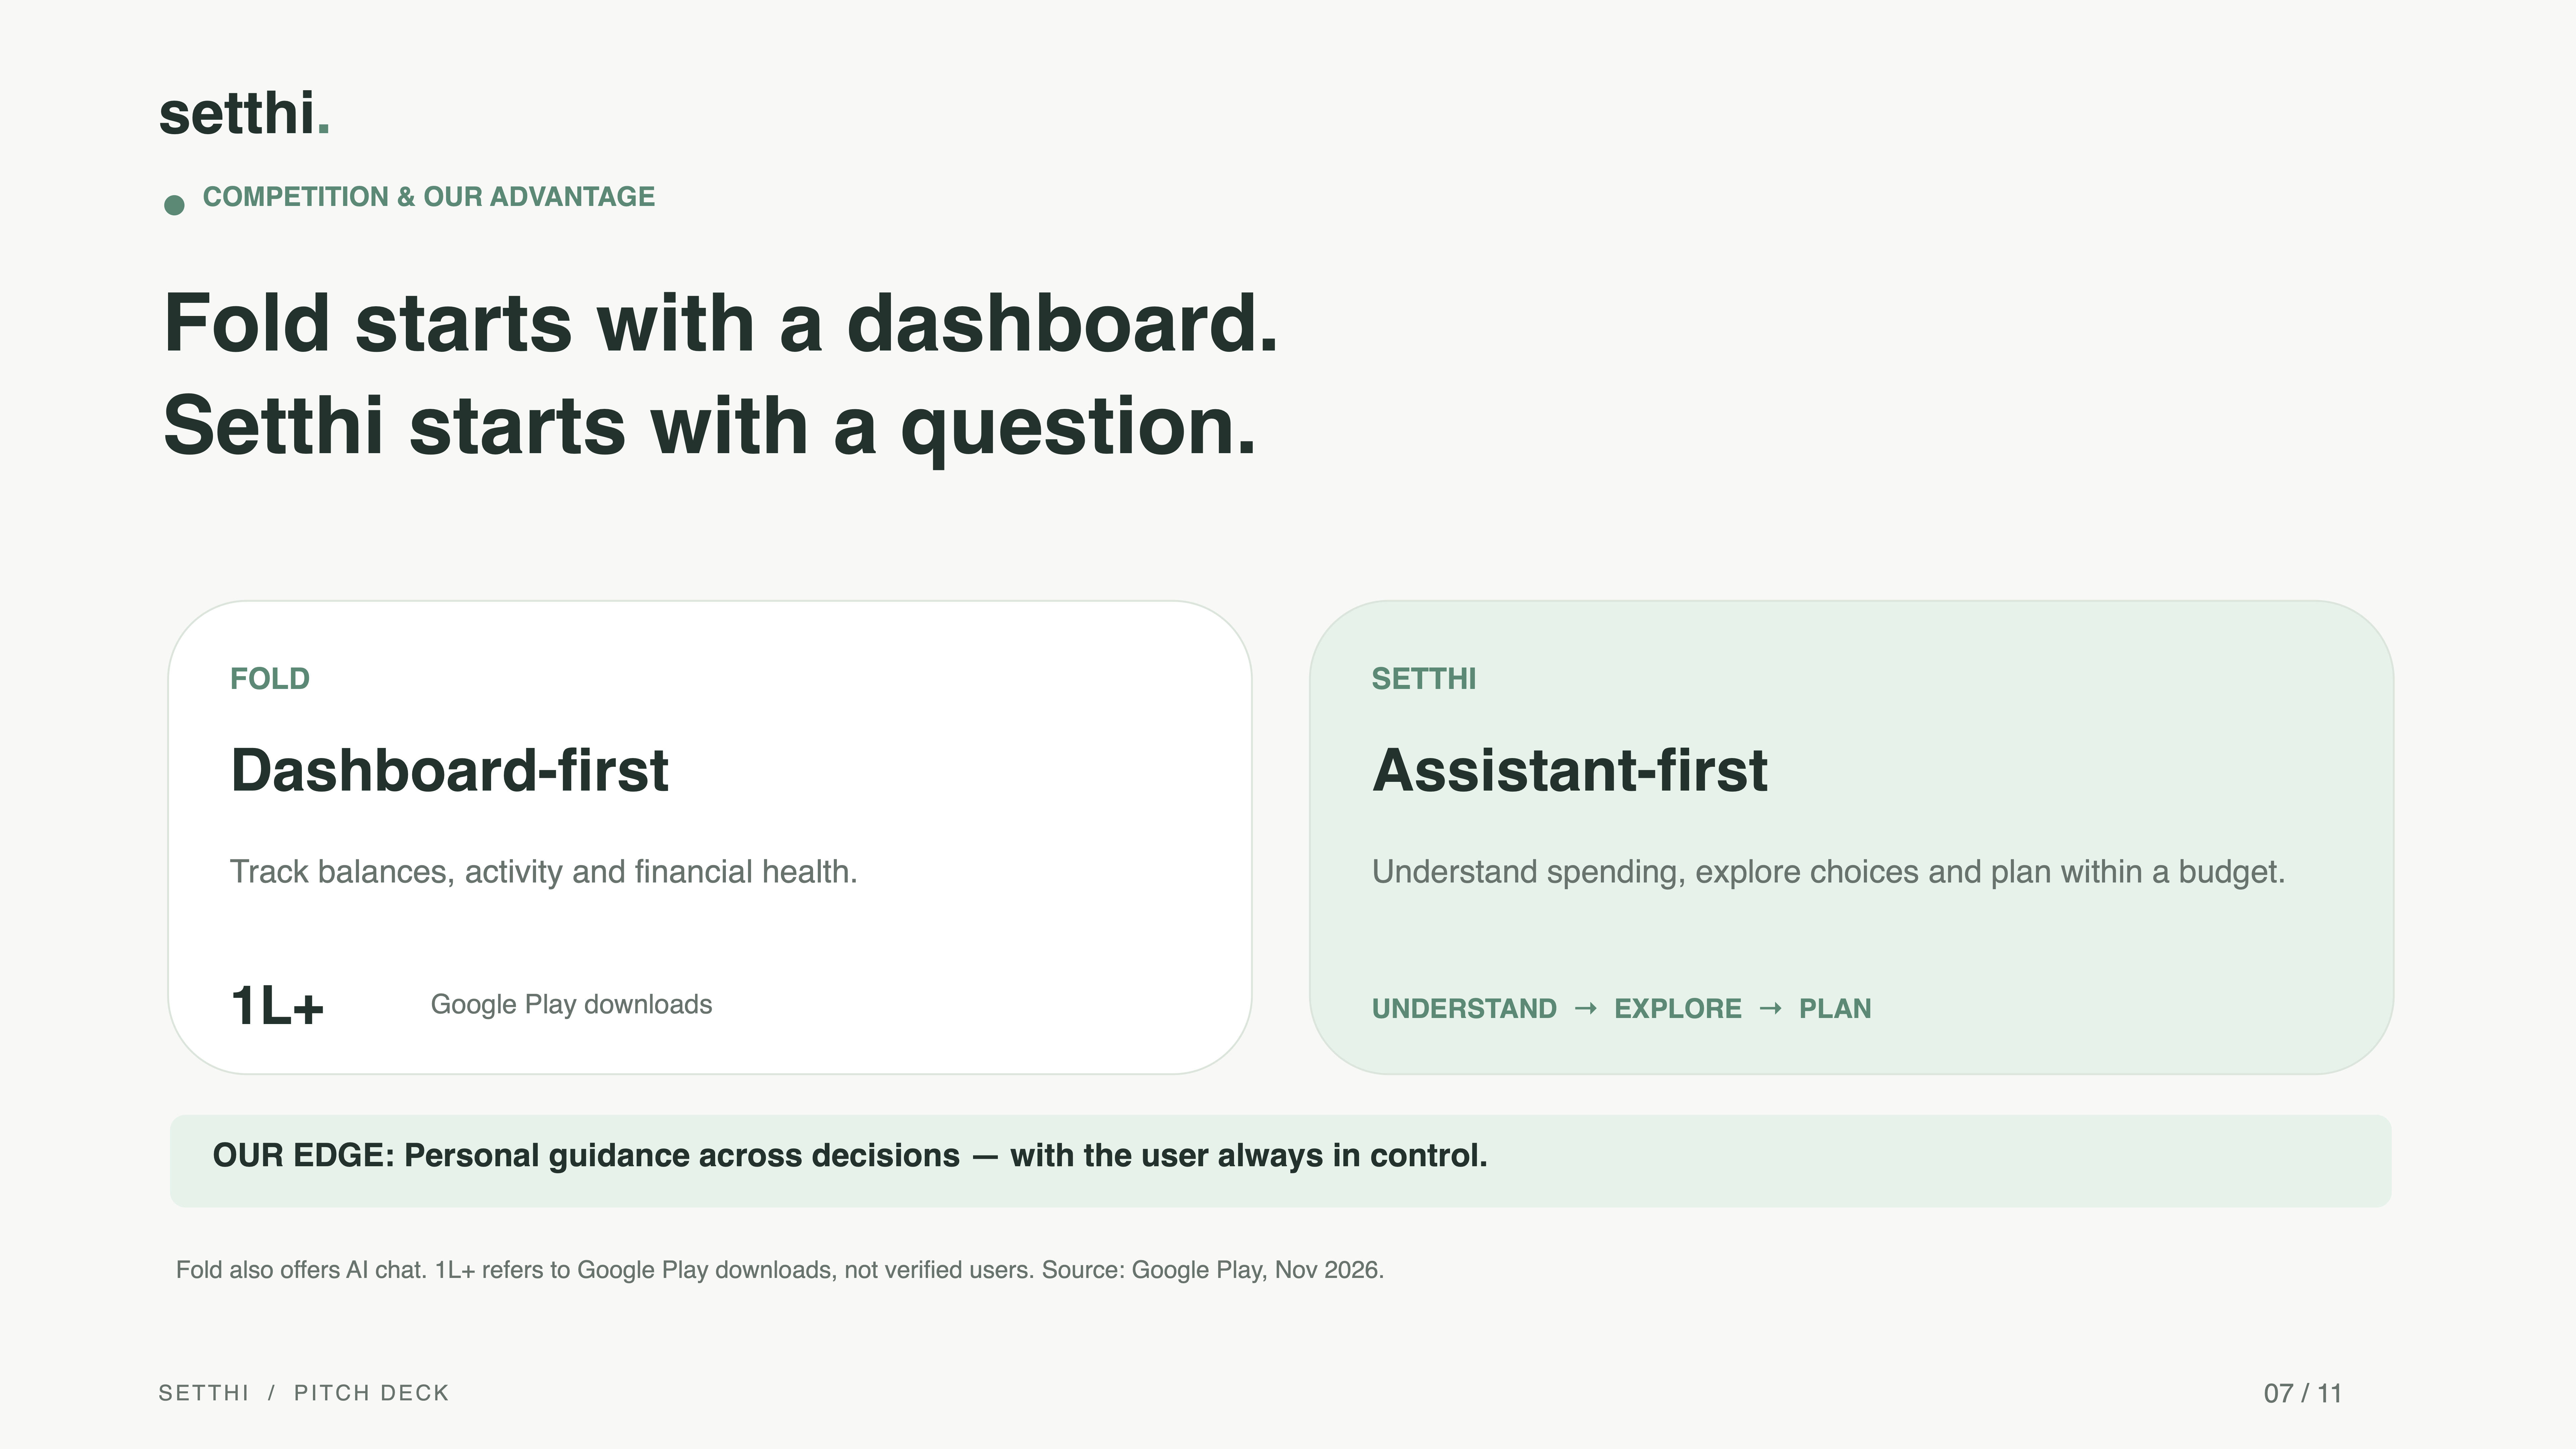 setthi.
COMPETITION & OUR ADVANTAGE
Fold starts with a dashboard.
Setthi starts with a question.
FOLD
Dashboard-first
Track balances, activity and financial health.
1L+ Google Play downloads
SETTHI
Assistant-first
Understand spending, explore choices and plan within a budget.
UNDERSTAND → EXPLORE → PLAN
OUR EDGE: Personal guidance across decisions — with the user always in control.
Fold also offers AI chat. 1L+ refers to Google Play downloads, not verified users. Source: Google Play, Nov 2026.
SETTHI / PITCH DECK
07 / 11